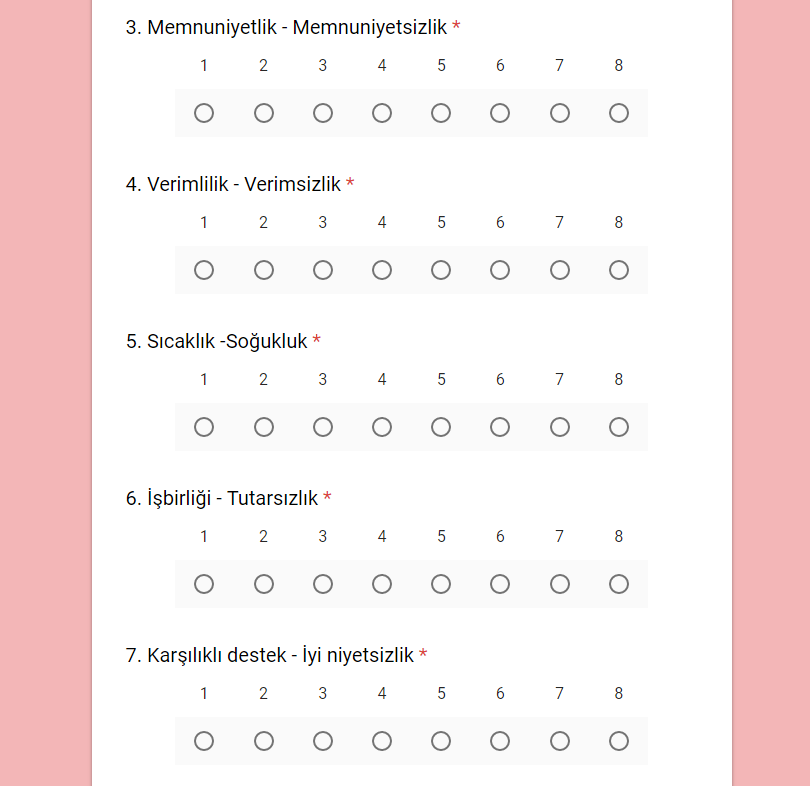 3. Memnuniyetlik - Memnuniyetsizlik *
1 2 3 4 5 6 7 8
4. Verimlilik - Verimsizlik *
1 2 3 4 5 6 7 8
5. Sıcaklık -Soğukluk *
1 2 3 4 5 6 7 8
6. İşbirliği - Tutarsızlık *
1 2 3 4 5 6 7 8
7. Karşılıklı destek - İyi niyetsizlik *
1 2 3 4 5 6 7 8